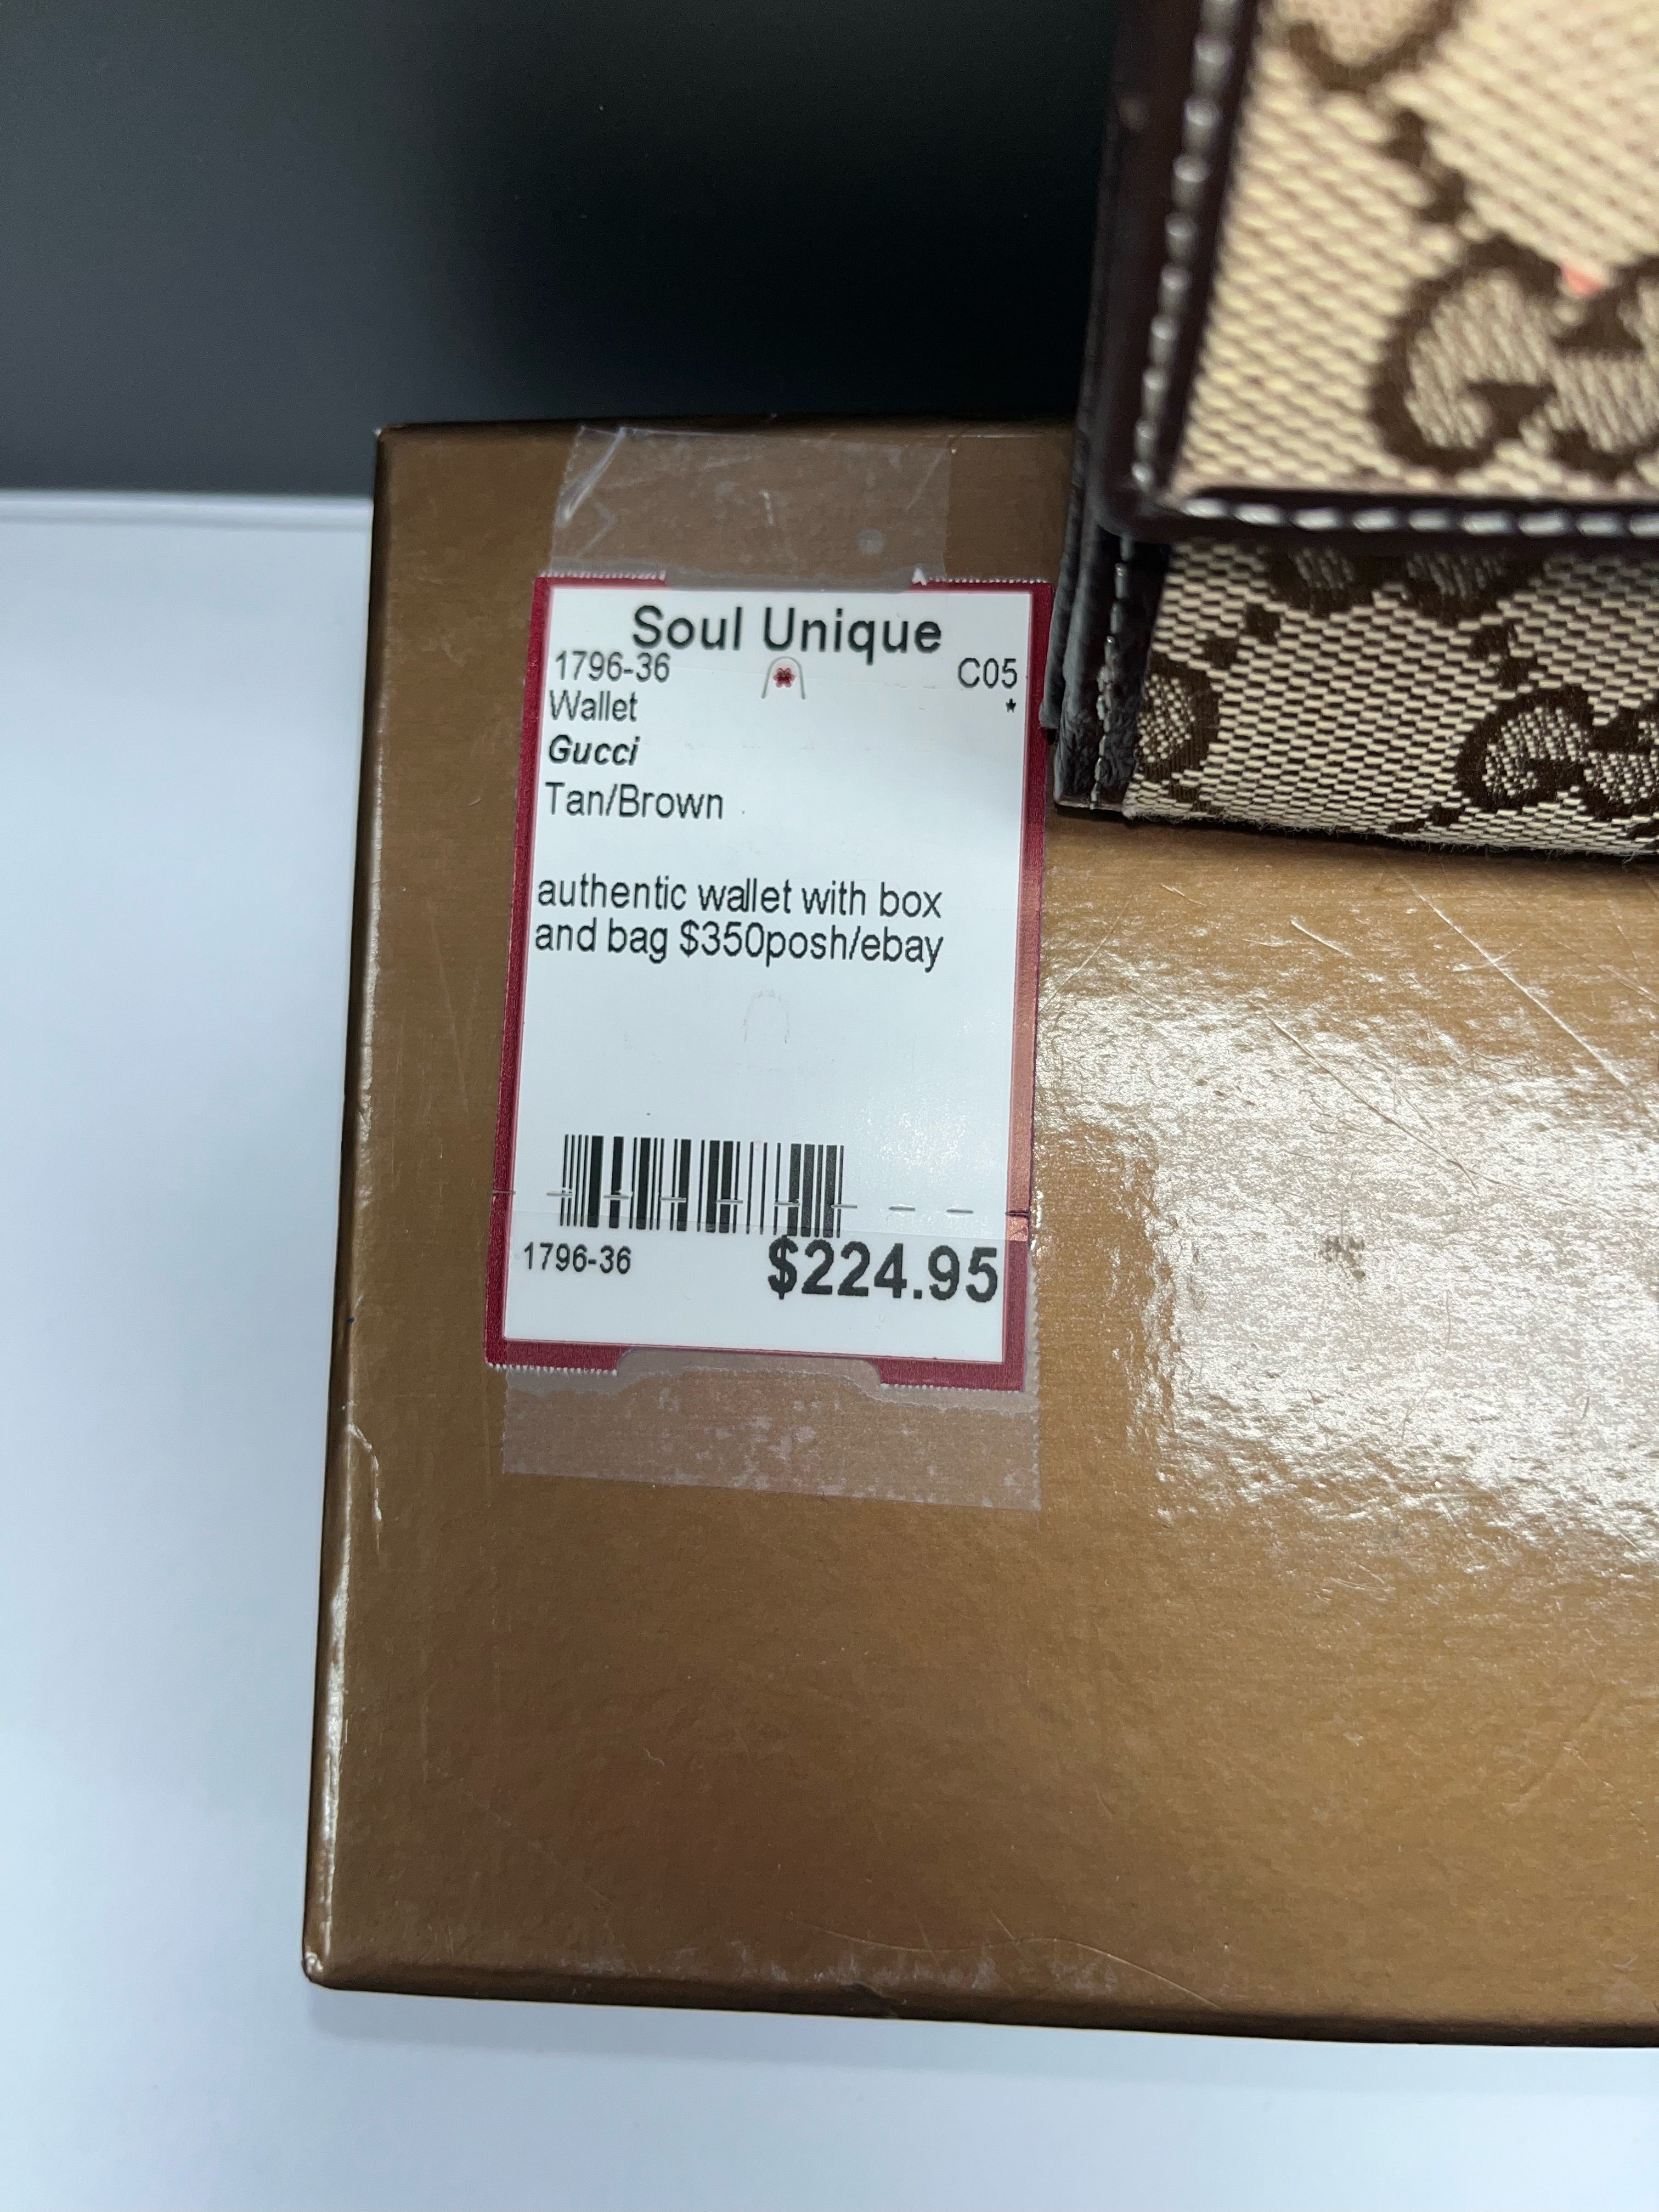 Soul Unique
1796-36
C05
*
Wallet
Gucci
Tan/Brown
authentic wallet with box
and bag $350posh/ebay
1796-36
$224.95